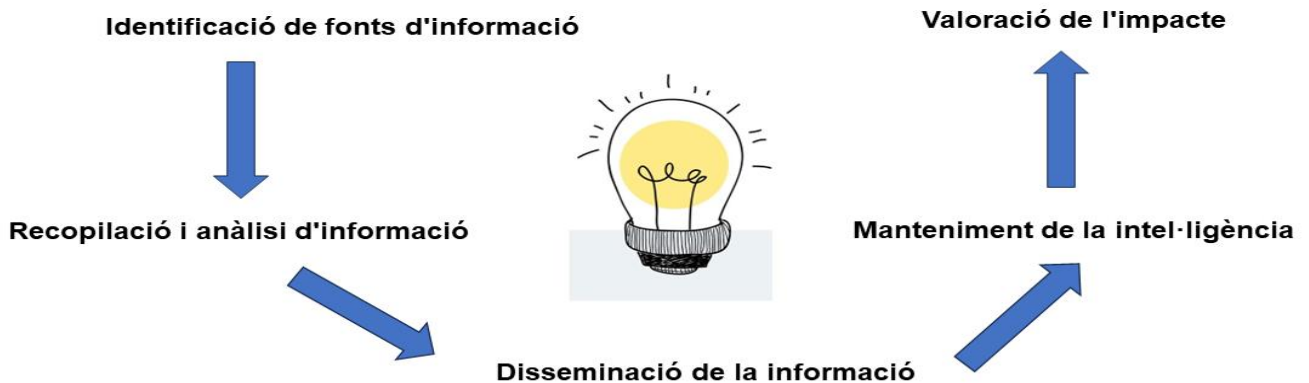 Identificació de fonts d'informació
Recopilació i anàlisi d'informació
Disseminació de la informació
Manteniment de la intel·ligència
Valoració de l'impacte